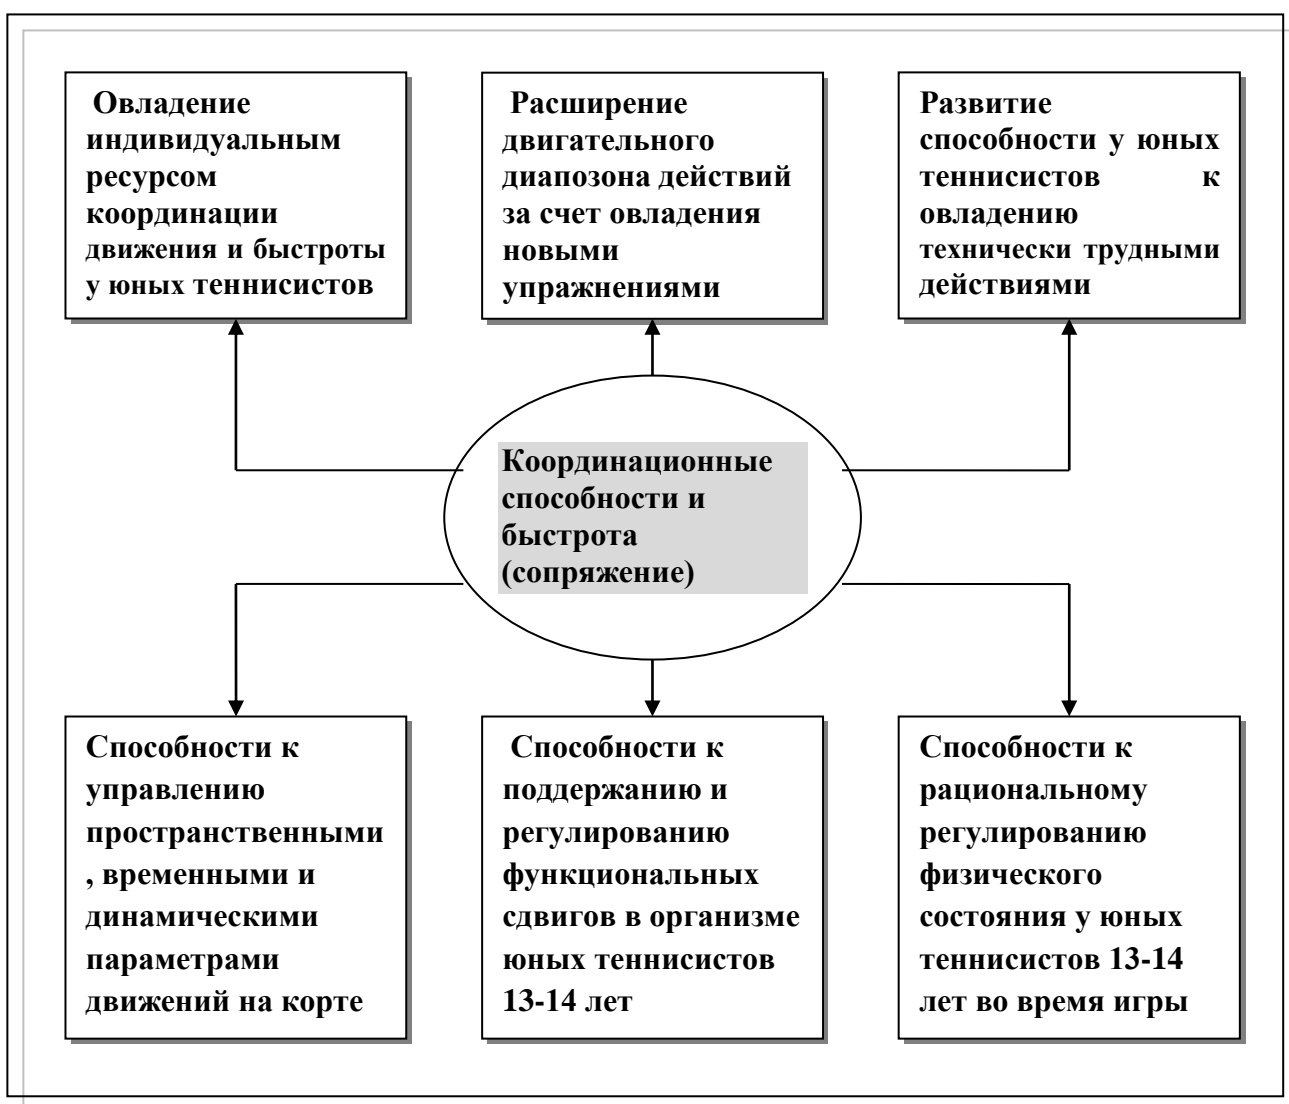 Овладение
индивидуальным
ресурсом
координации
движения и быстроты
у юных теннисистов
Расширение
двигательного
диапозона действий
за счет овладения
новыми
упражнениями
Развитие
способности у юных
теннисистов к
овладению
технически трудными
действиями
Координационные
способности и
быстрота
(сопряжение)
Способности к
управлению
пространственными
, временными и
динамическими
параметрами
движений на корте
Способности к
поддержанию и
регулированию
функциональных
сдвигов в организме
юных теннисистов
13-14 лет
Способности к
рациональному
регулированию
физического
состояния у юных
теннисистов 13-14
лет во время игры